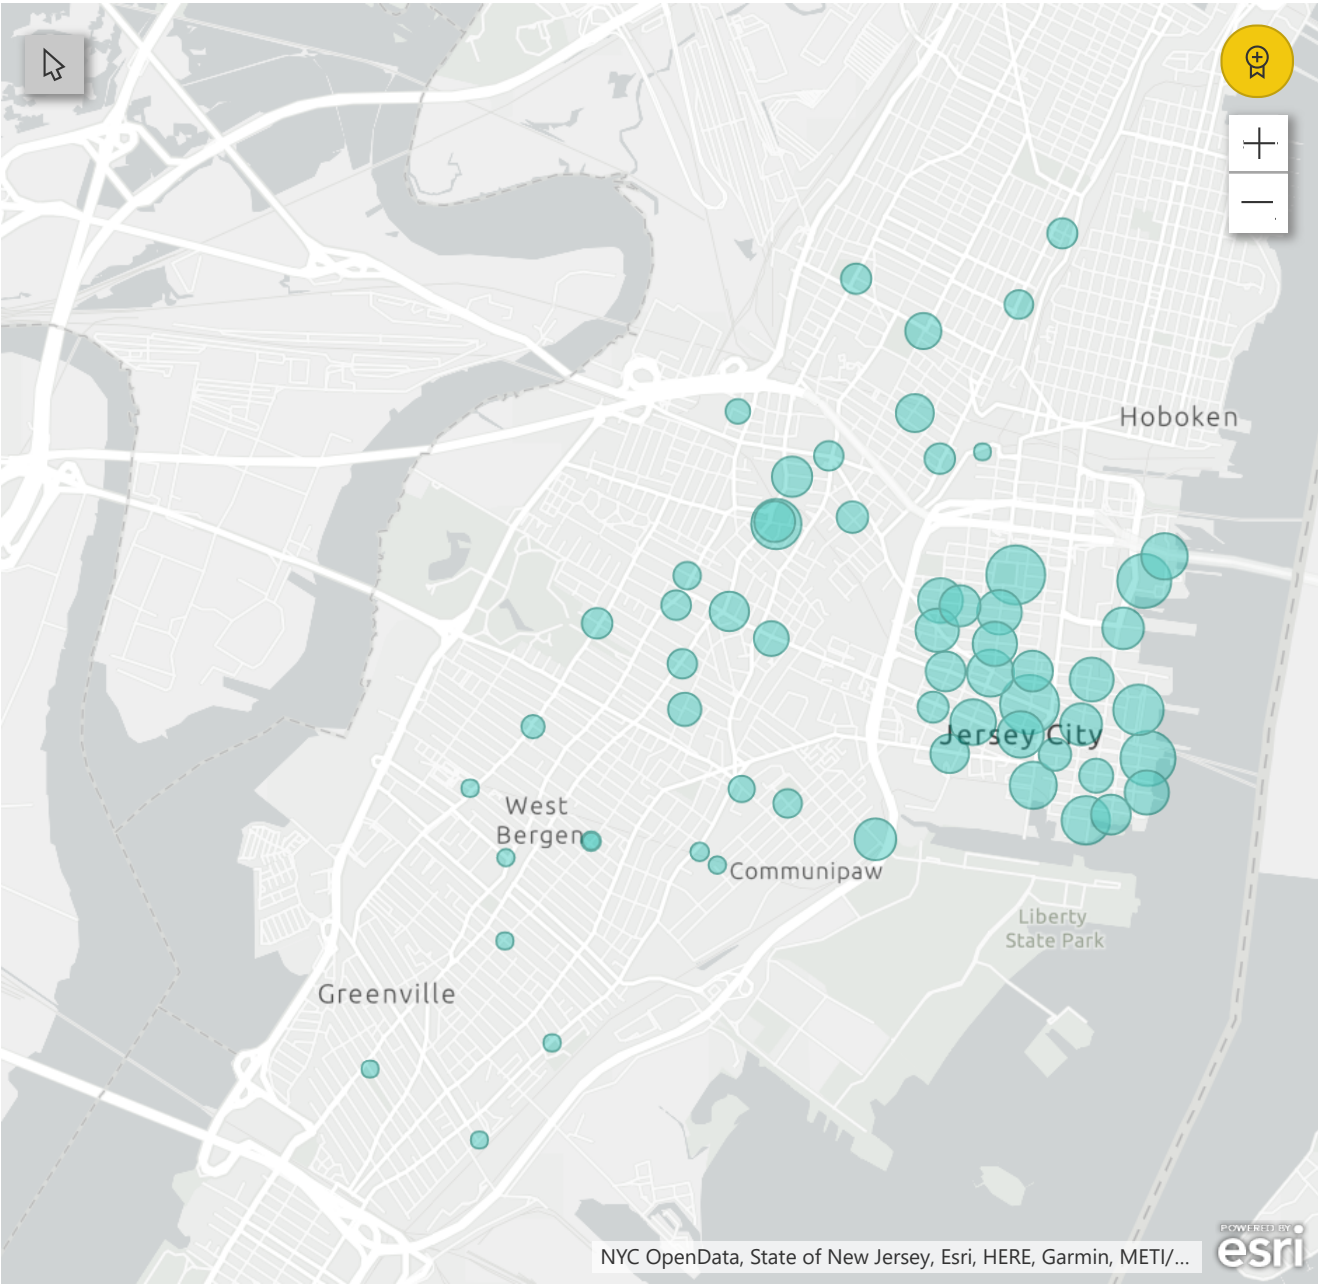 Hoboken
Jersey City
West
Bergen
Communipaw
Liberty
State Park
Greenville
NYC OpenData, State of New Jersey, Esri, HERE, Garmin, METI/...
POWERED BY
esri